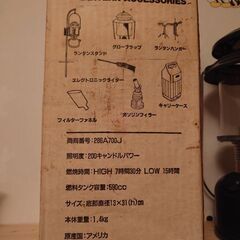 ACCESSORIES
ランタンスタンド
グローブラップ
ランタンハンガー
エレクトロニックライター
フィルターファネル
ガソリンフィラー
キャリーケース
商品番号: 288A700J
照明度: 200キャンドルパワー
燃焼時間: HIGH 7時間30分 LOW 15時間
燃料タンク容量: 590cc
サイズ: 底部直径13×31(h)cm
本体重量: 1.4kg
原産国: アメリカ